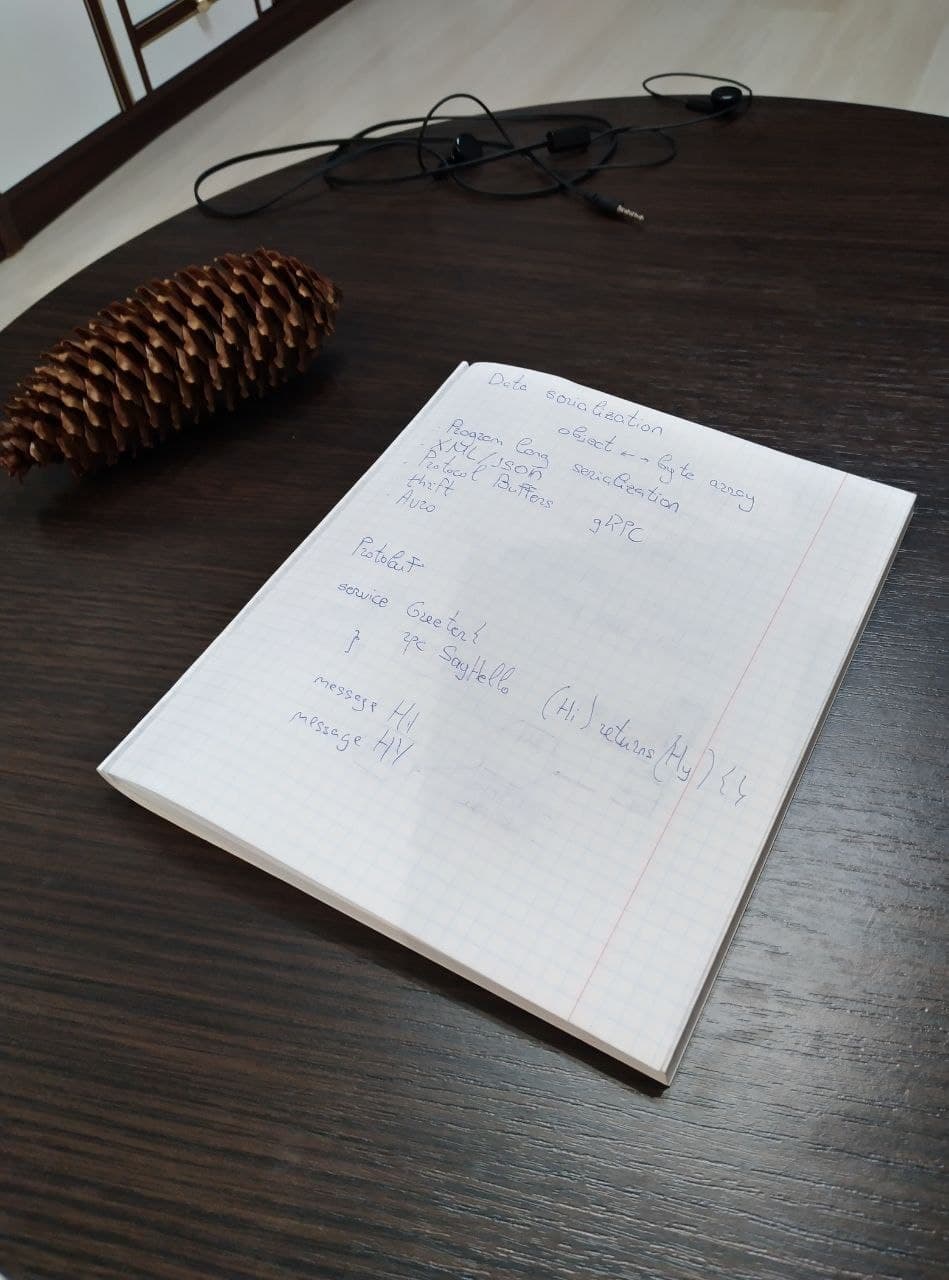 Data serialization
object ← → byte array
· Program lang serialization
· XML/json
· Protocol Buffers gRPC
· thrift
· Avro
Protobuf
service Greeter{
rpc SayHello (Hi) returns (Hy) {}
}
message Hi
message HY